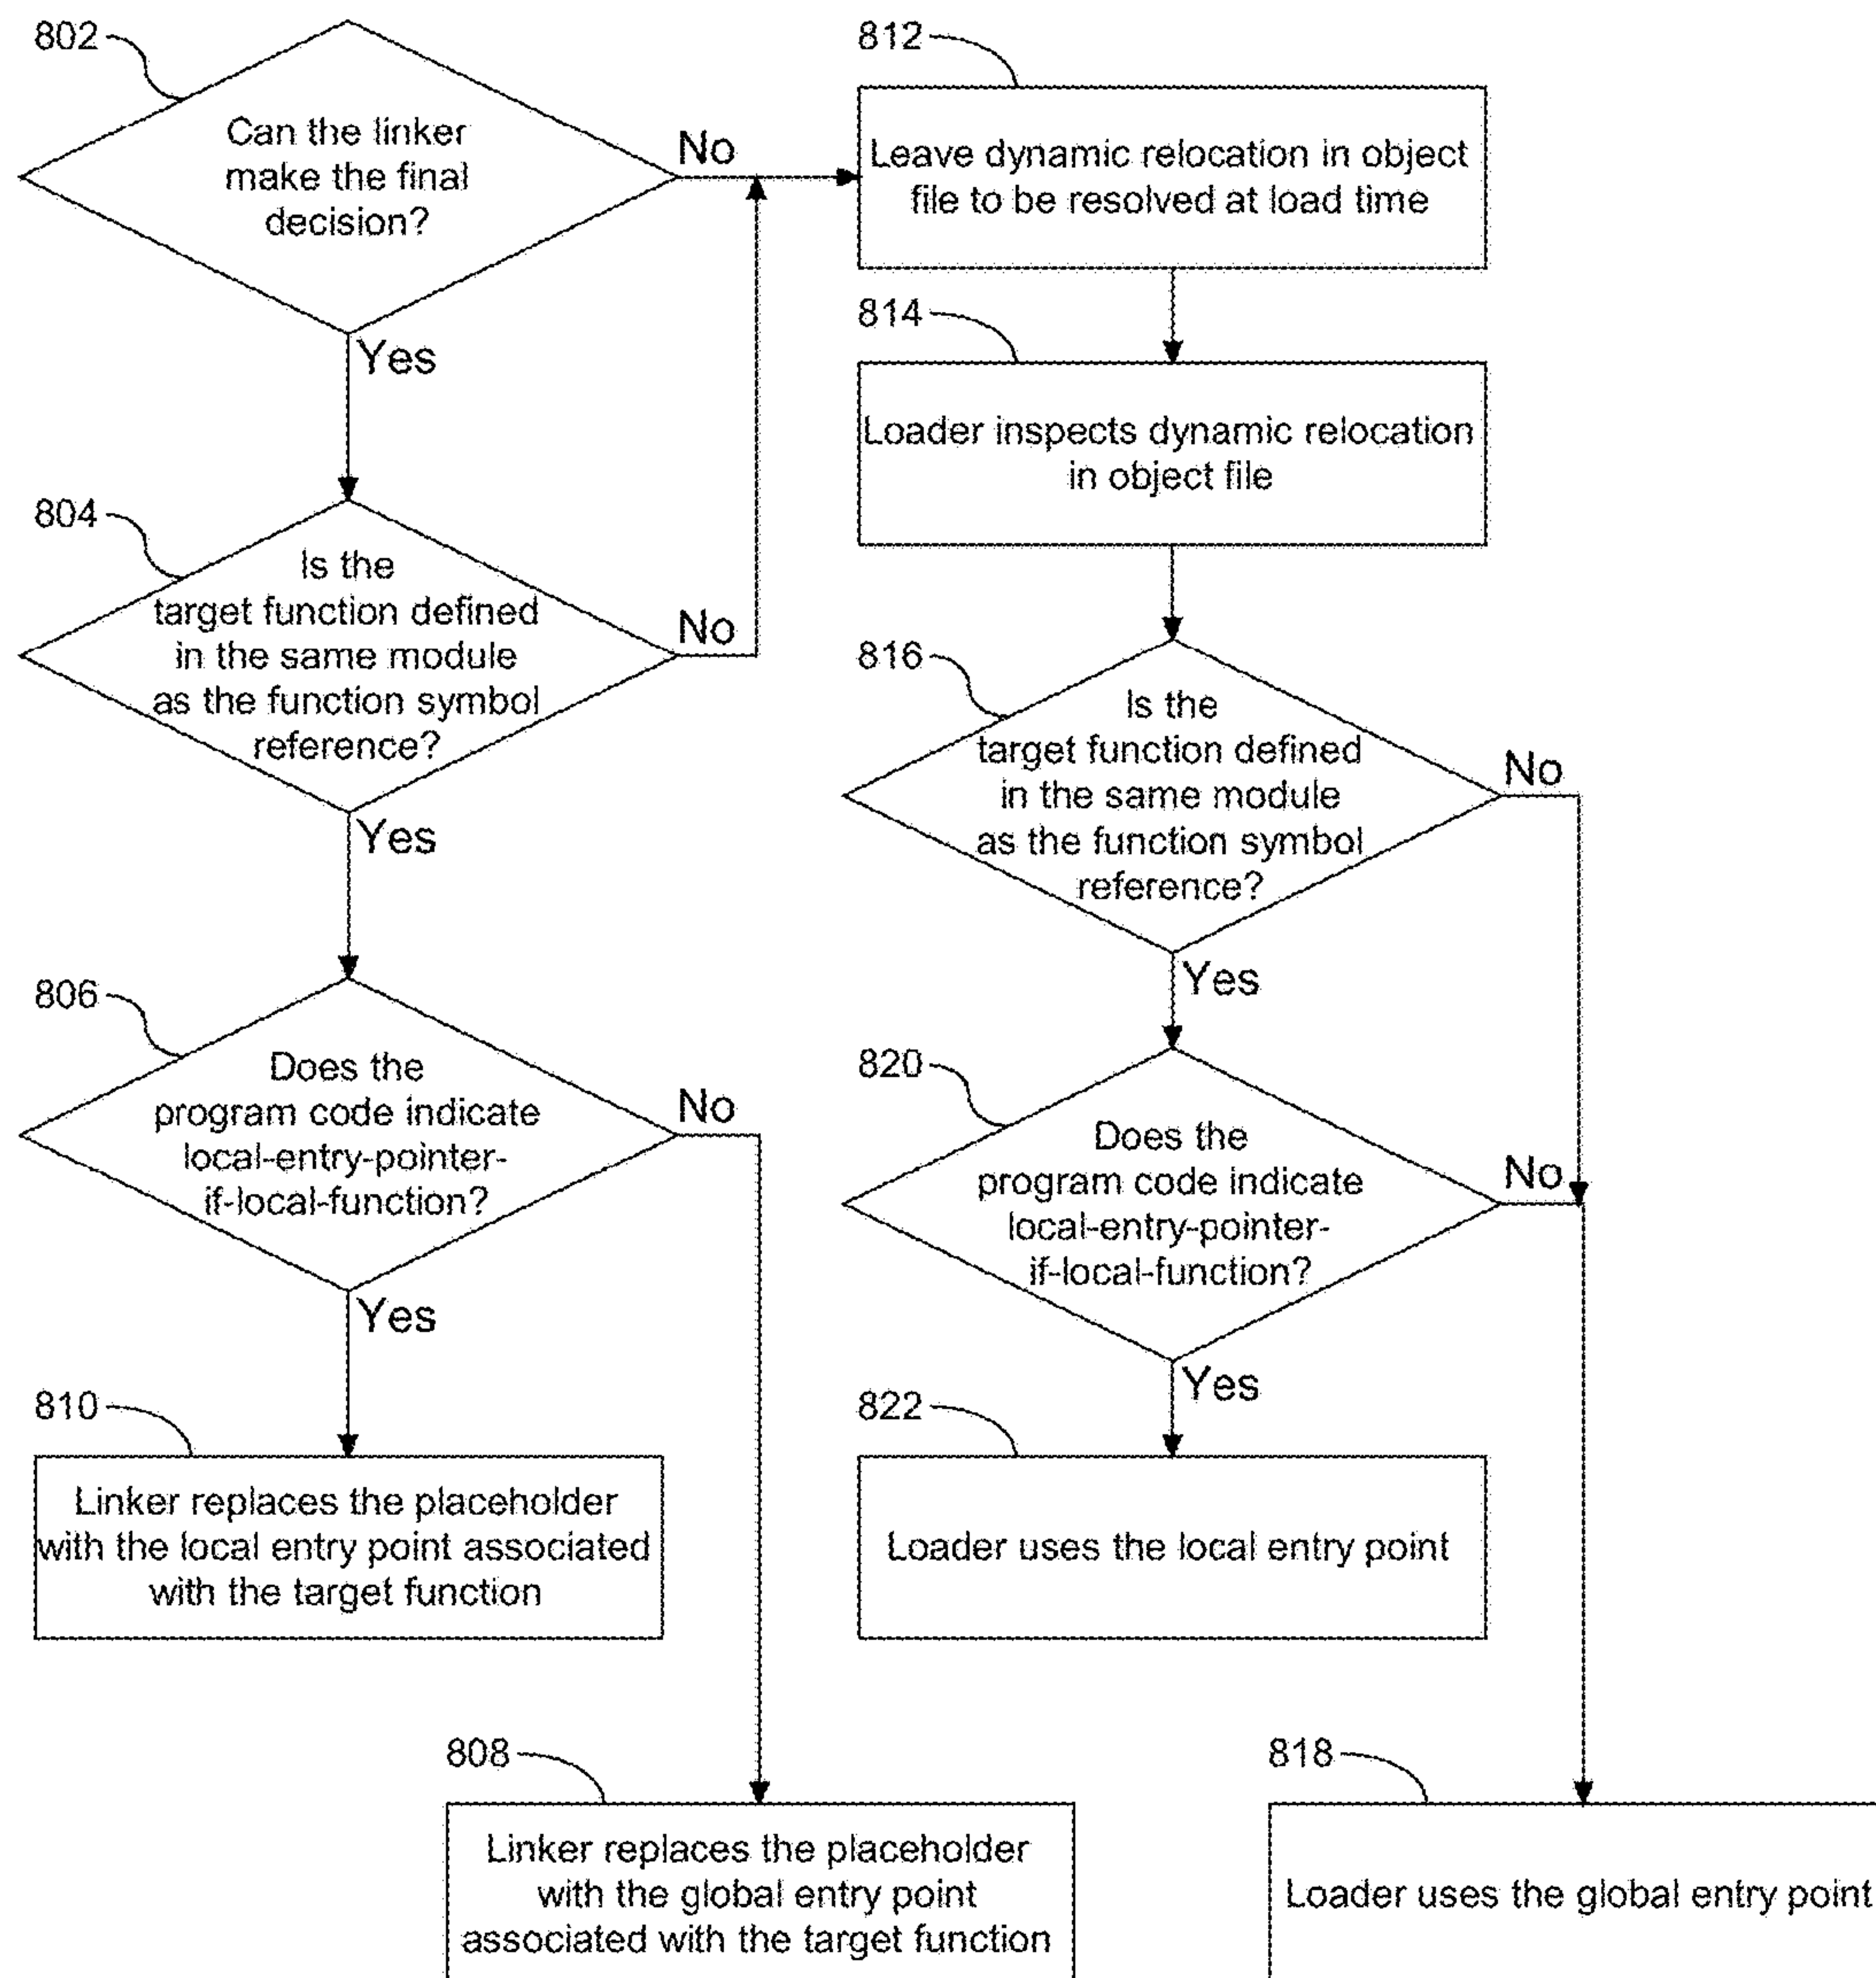 802
Can the linker
make the final
decision?
No
Yes
804
Is the
target function defined
in the same module
as the function symbol
reference?
No
Yes
806
Does the
program code indicate
local-entry-pointer-
if-local-function?
No
Yes
810
Linker replaces the placeholder
with the local entry point associated
with the target function
808
Linker replaces the placeholder
with the global entry point
associated with the target function
812
Leave dynamic relocation in object
file to be resolved at load time
814
Loader inspects dynamic relocation
in object file
816
Is the
target function defined
in the same module
as the function symbol
reference?
No
Yes
820
Does the
program code indicate
local-entry-pointer-
if-local-function?
No
Yes
822
Loader uses the local entry point
818
Loader uses the global entry point